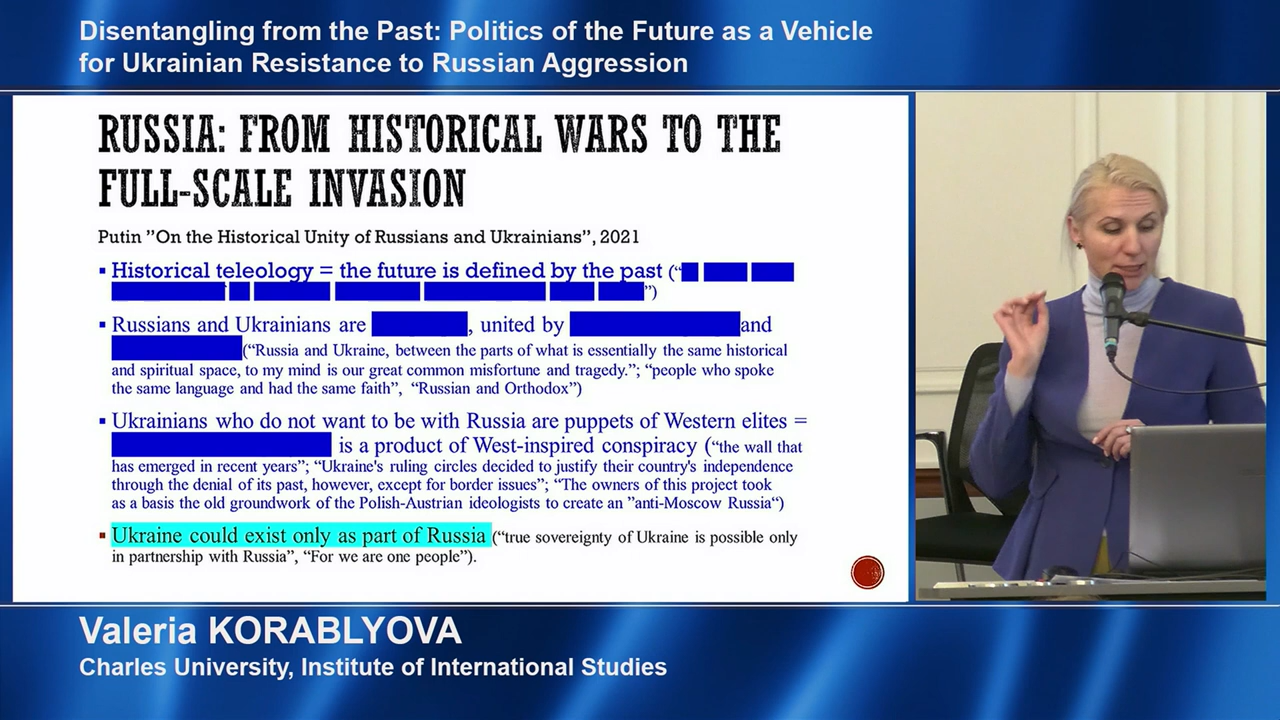 Disentangling from the Past: Politics of the Future as a Vehicle
for Ukrainian Resistance to Russian Aggression
RUSSIA: FROM HISTORICAL WARS TO THE
FULL-SCALE INVASION
Putin ”On the Historical Unity of Russians and Ukrainians”, 2021
▪ Historical teleology = the future is defined by the past (“
”)
▪ Russians and Ukrainians are , united by and
(“Russia and Ukraine, between the parts of what is essentially the same historical
and spiritual space, to my mind is our great common misfortune and tragedy.”; “people who spoke
the same language and had the same faith”, “Russian and Orthodox”)
▪ Ukrainians who do not want to be with Russia are puppets of Western elites =
is a product of West-inspired conspiracy (“the wall that
has emerged in recent years”; “Ukraine's ruling circles decided to justify their country's independence
through the denial of its past, however, except for border issues”; “The owners of this project took
as a basis the old groundwork of the Polish-Austrian ideologists to create an ”anti-Moscow Russia“)
▪ Ukraine could exist only as part of Russia (“true sovereignty of Ukraine is possible only
in partnership with Russia”, “For we are one people”).
Valeria KORABLYOVA
Charles University, Institute of International Studies